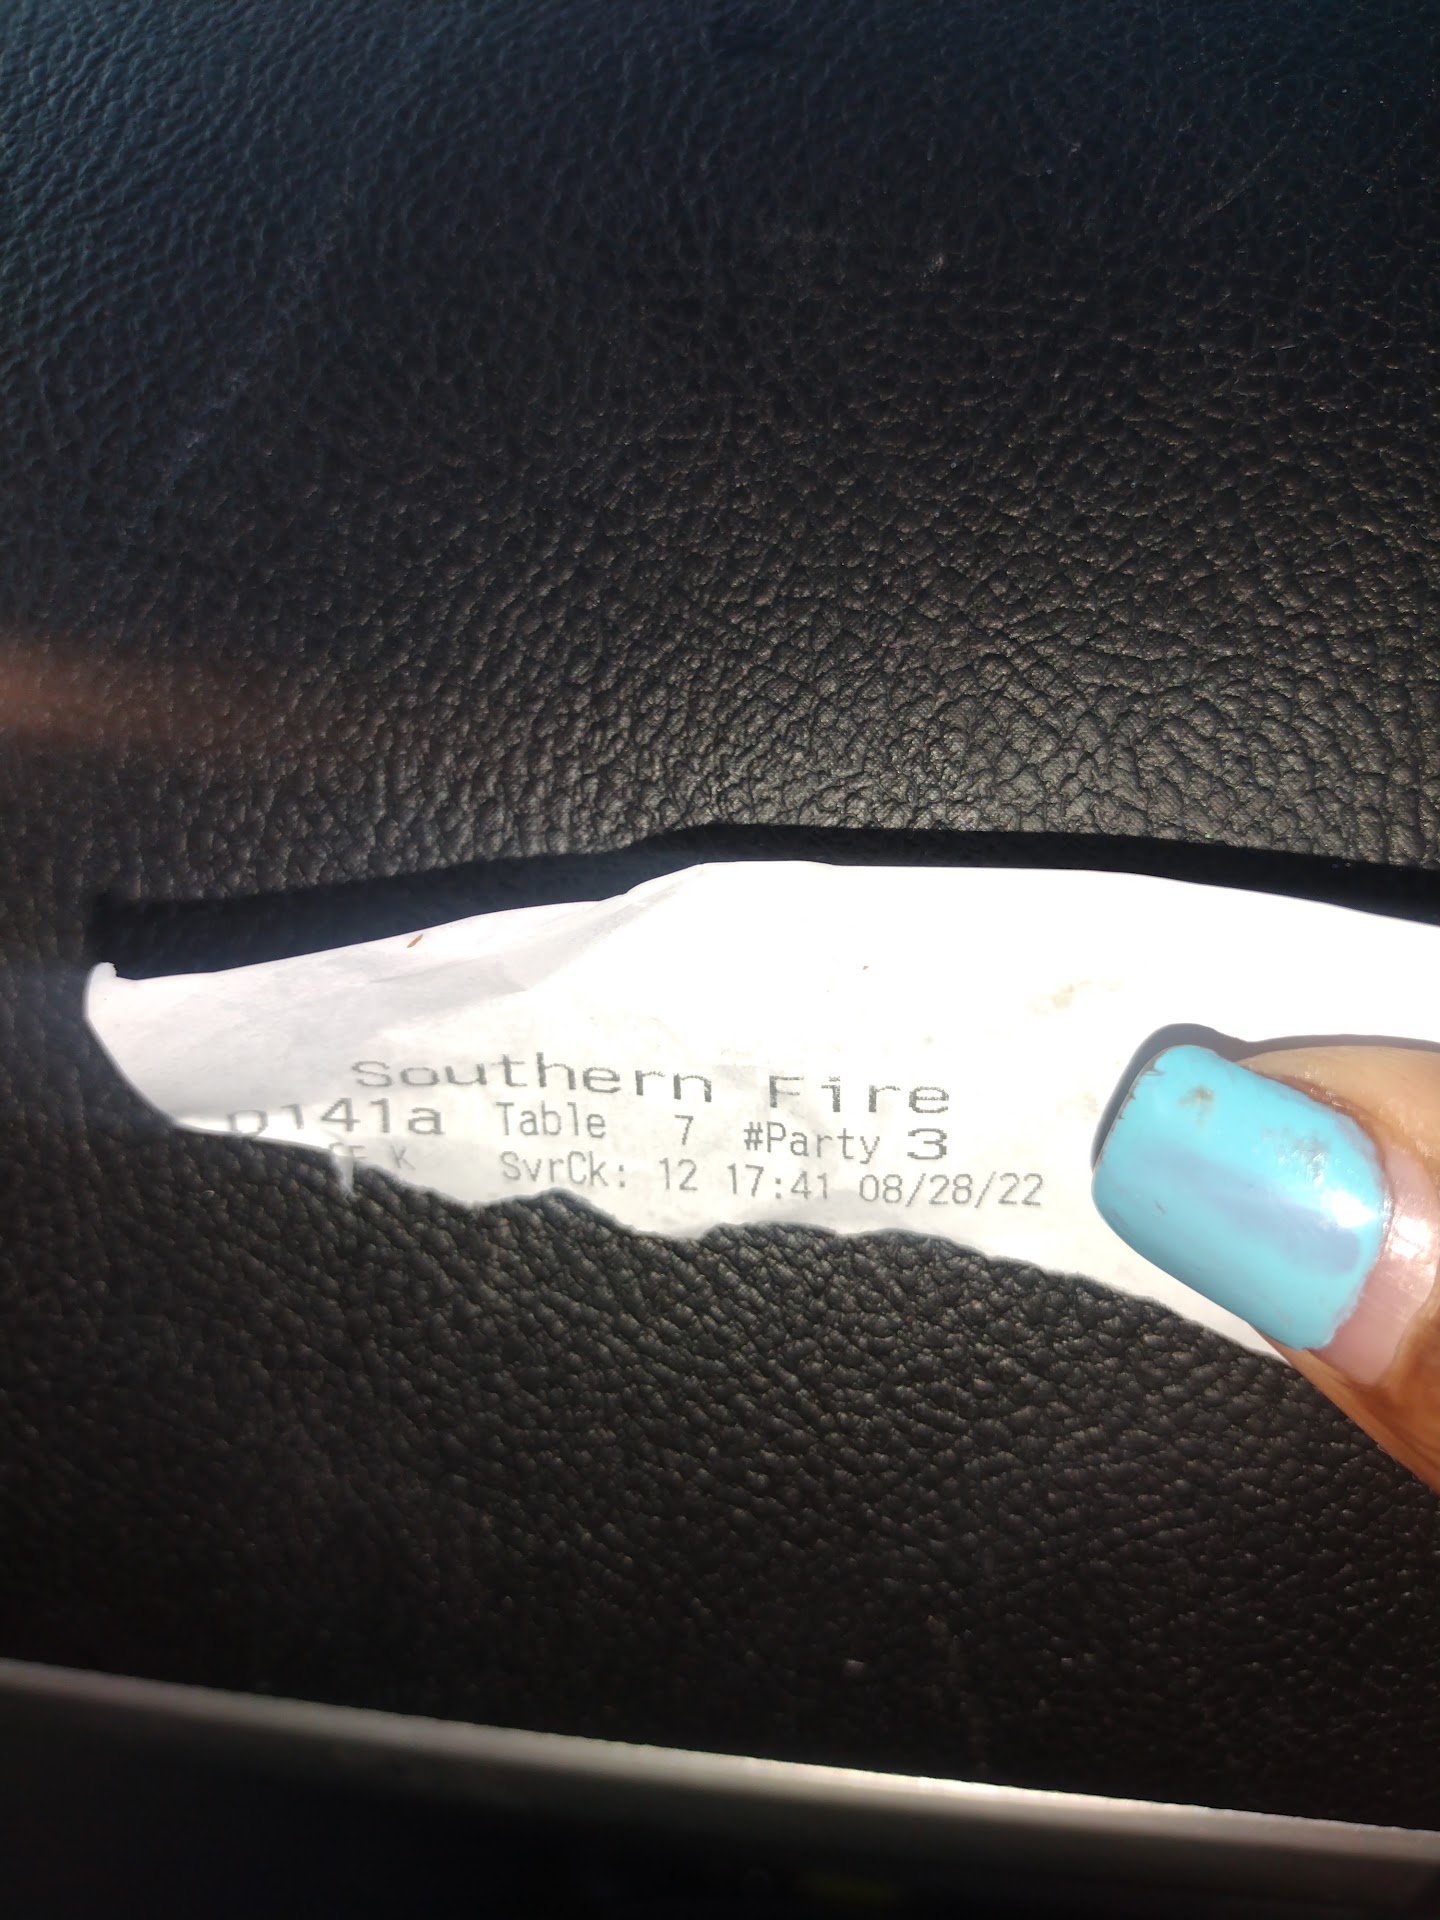 Southern Fire
0141a Table 7 #Party 3
K SvrCk: 12 17:41 08/28/22